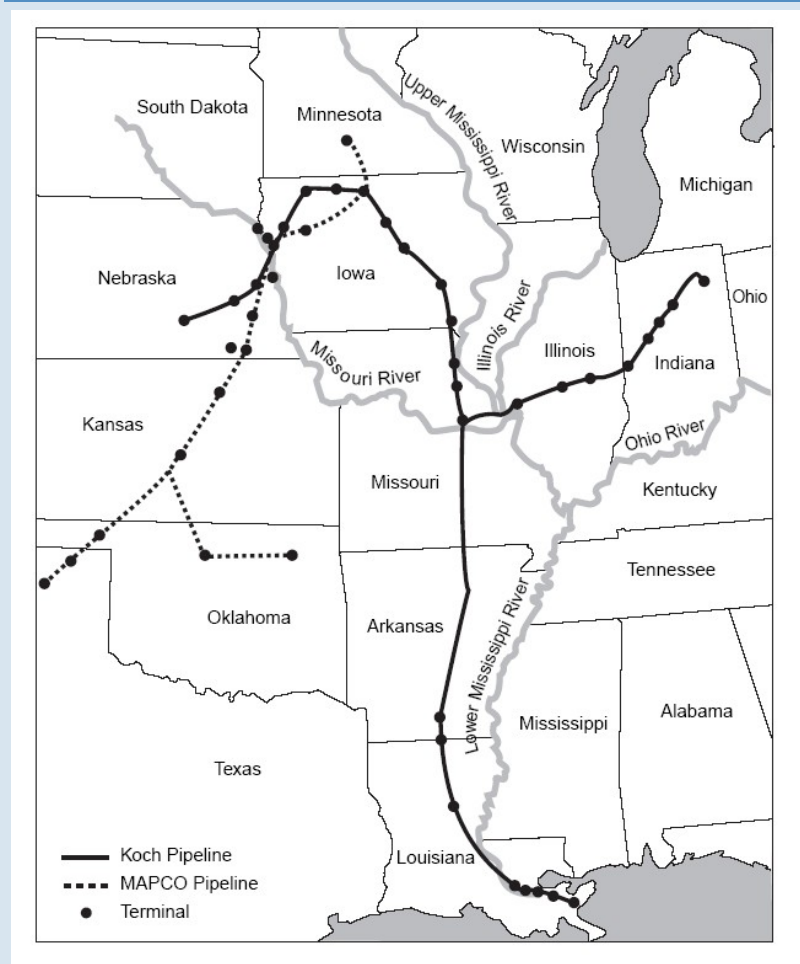 South Dakota
Minnesota
Upper Mississippi River
Wisconsin
Michigan
Nebraska
Iowa
Illinois River
Illinois
Ohio
Indiana
Missouri River
Kansas
Ohio River
Missouri
Kentucky
Tennessee
Oklahoma
Arkansas
Lower Mississippi River
Mississippi
Alabama
Texas
Louisiana
Koch Pipeline
MAPCO Pipeline
Terminal